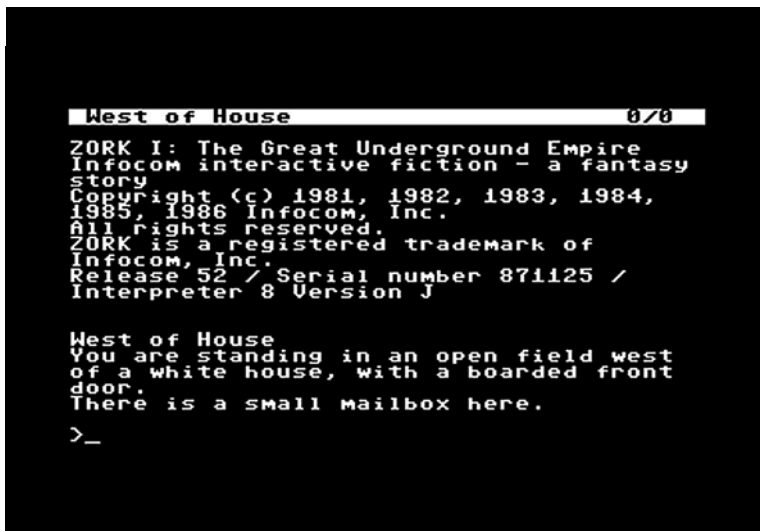 West of House 0/0
ZORK I: The Great Underground Empire
Infocom interactive fiction - a fantasy
story
Copyright (c) 1981, 1982, 1983, 1984,
1985, 1986 Infocom, Inc.
All rights reserved.
ZORK is a registered trademark of
Infocom, Inc.
Release 52 / Serial number 871125 /
Interpreter 8 Version J
West of House
You are standing in an open field west
of a white house, with a boarded front
door.
There is a small mailbox here.
>_